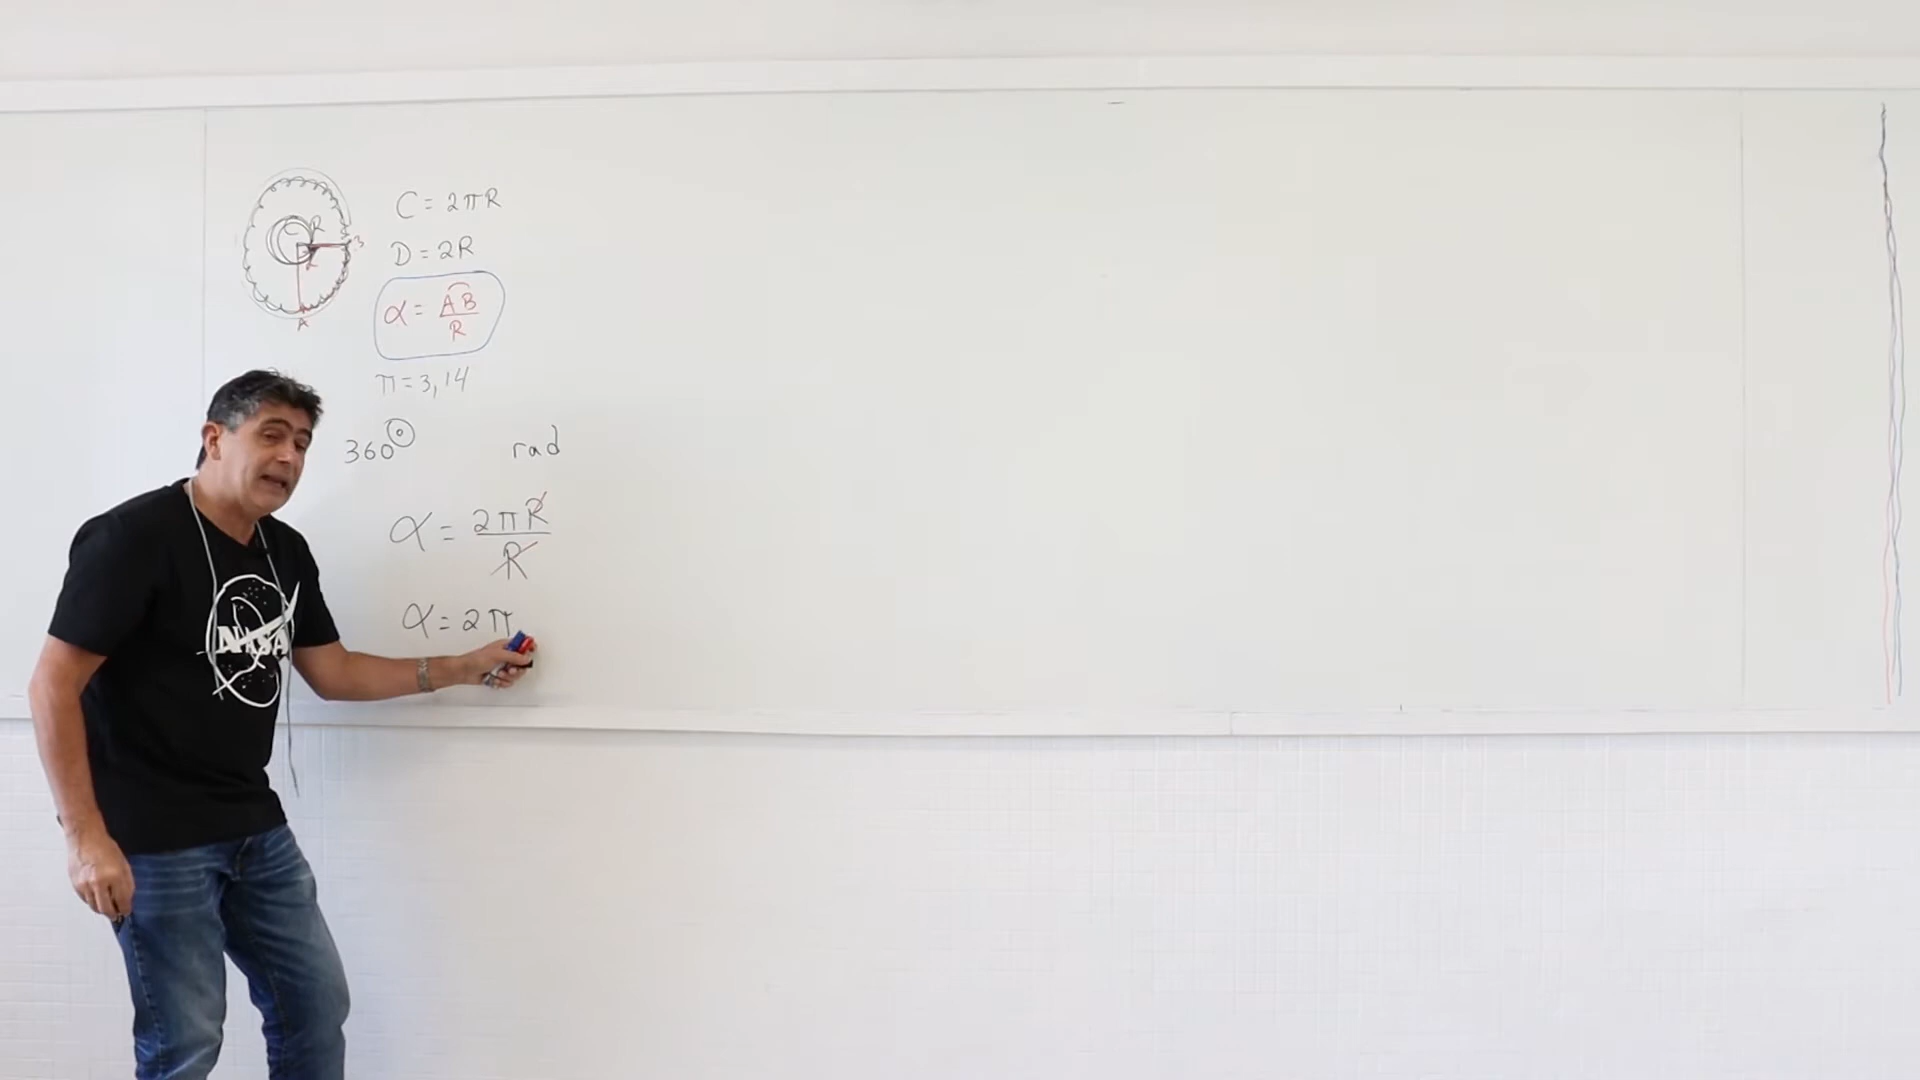 R
C
B
α
A
C = 2πR
D = 2R
α = AB/R
π = 3,14
360° rad
α = 2πR/R
α = 2π
NASA